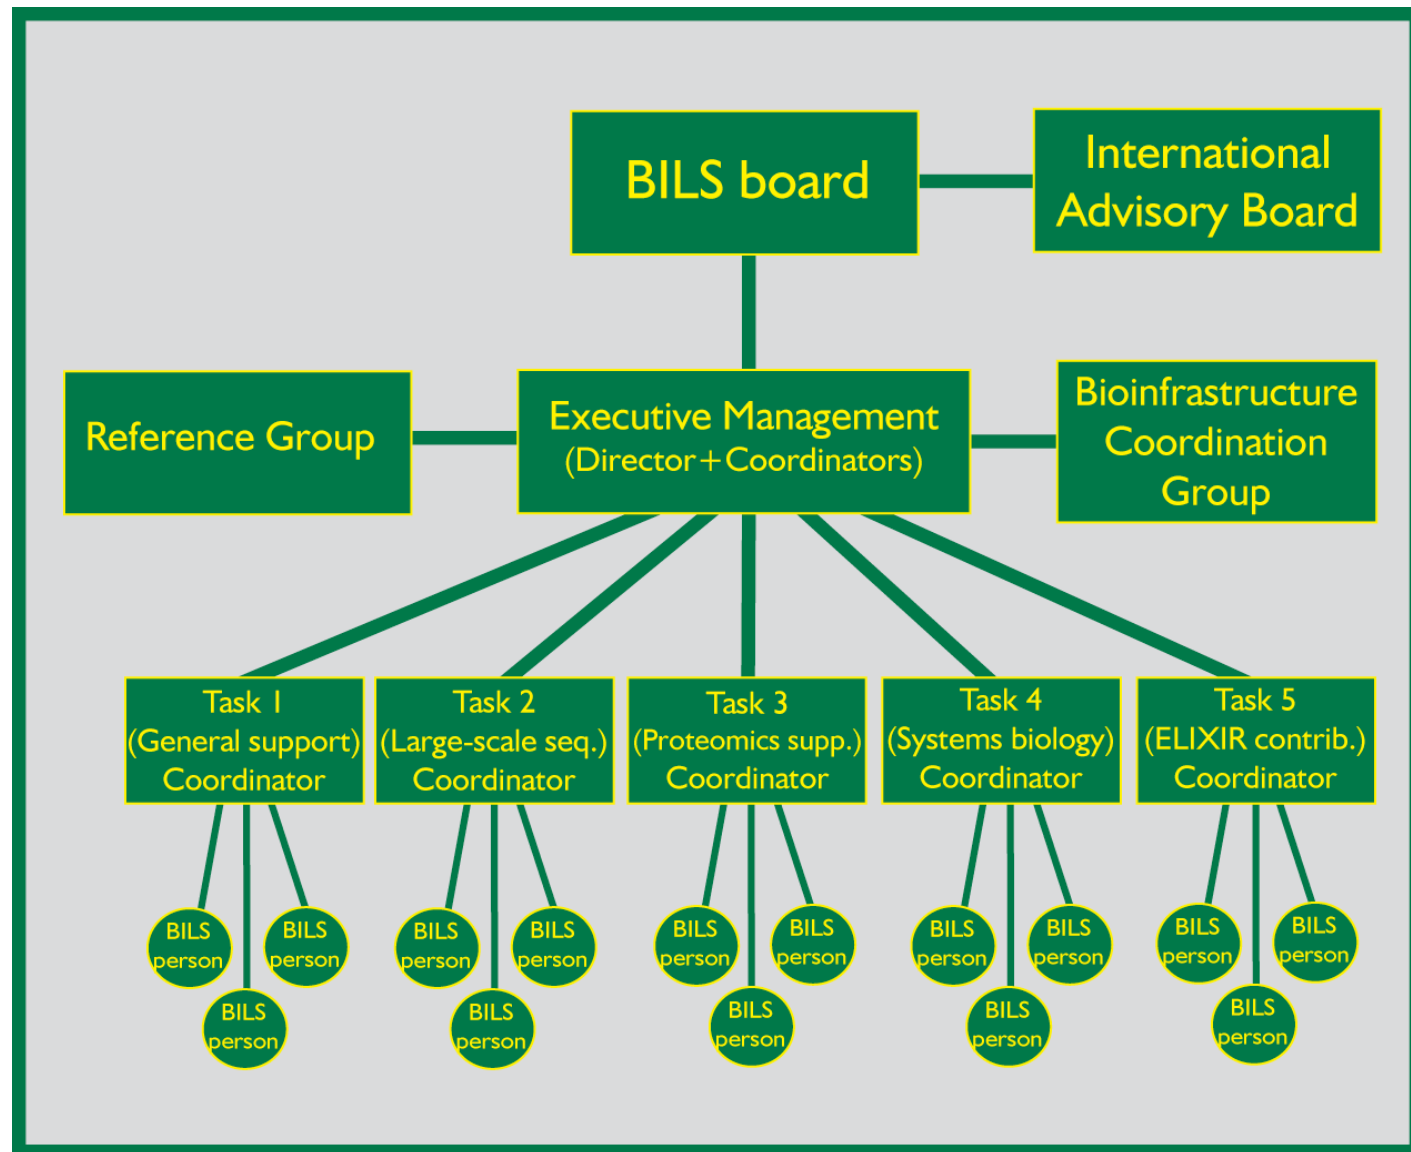 BILS board
International
Advisory Board
Reference Group
Executive Management
(Director+Coordinators)
Bioinfrastructure
Coordination
Group
Task 1
(General support)
Coordinator
Task 2
(Large-scale seq.)
Coordinator
Task 3
(Proteomics supp.)
Coordinator
Task 4
(Systems biology)
Coordinator
Task 5
(ELIXIR contrib.)
Coordinator
BILS
person
BILS
person
BILS
person
BILS
person
BILS
person
BILS
person
BILS
person
BILS
person
BILS
person
BILS
person
BILS
person
BILS
person
BILS
person
BILS
person
BILS
person